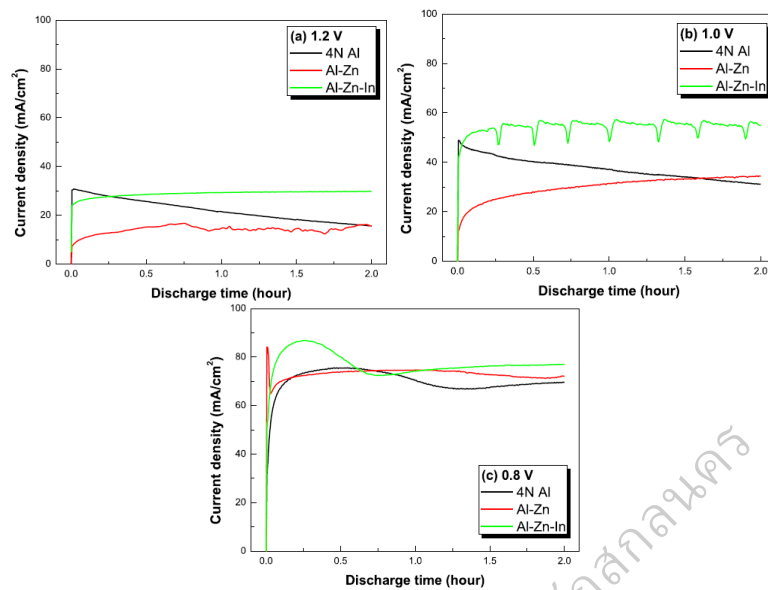 (a) 1.2 V
4N Al
Al-Zn
Al-Zn-In
Current density (mA/cm²)
100
80
60
40
20
0
0.0 0.5 1.0 1.5 2.0
Discharge time (hour)
(b) 1.0 V
4N Al
Al-Zn
Al-Zn-In
Current density (mA/cm²)
100
80
60
40
20
0
0.0 0.5 1.0 1.5 2.0
Discharge time (hour)
(c) 0.8 V
4N Al
Al-Zn
Al-Zn-In
Current density (mA/cm²)
100
80
60
40
20
0
0.0 0.5 1.0 1.5 2.0
Discharge time (hour)